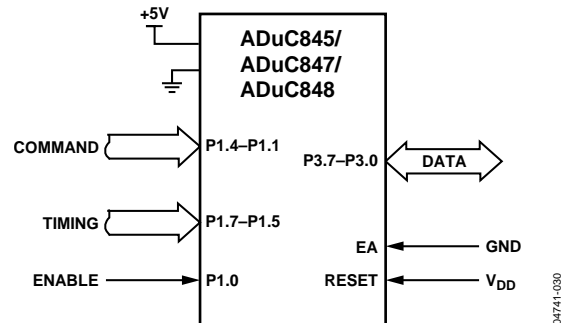 +5V
ADuC845/
ADuC847/
ADuC848
COMMAND
P1.4–P1.1
P3.7–P3.0
DATA
TIMING
P1.7–P1.5
EA
GND
ENABLE
P1.0
RESET
VDD
04741-030